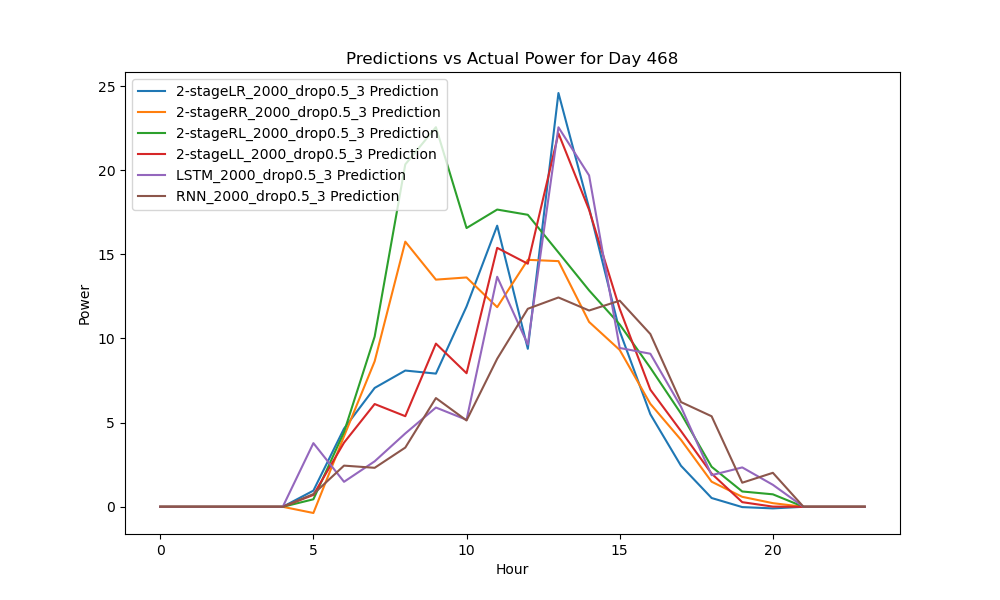 Predictions vs Actual Power for Day 468
2-stageLR_2000_drop0.5_3 Prediction
2-stageRR_2000_drop0.5_3 Prediction
2-stageRL_2000_drop0.5_3 Prediction
2-stageLL_2000_drop0.5_3 Prediction
LSTM_2000_drop0.5_3 Prediction
RNN_2000_drop0.5_3 Prediction
25
20
15
10
5
0
Power
0 5 10 15 20
Hour